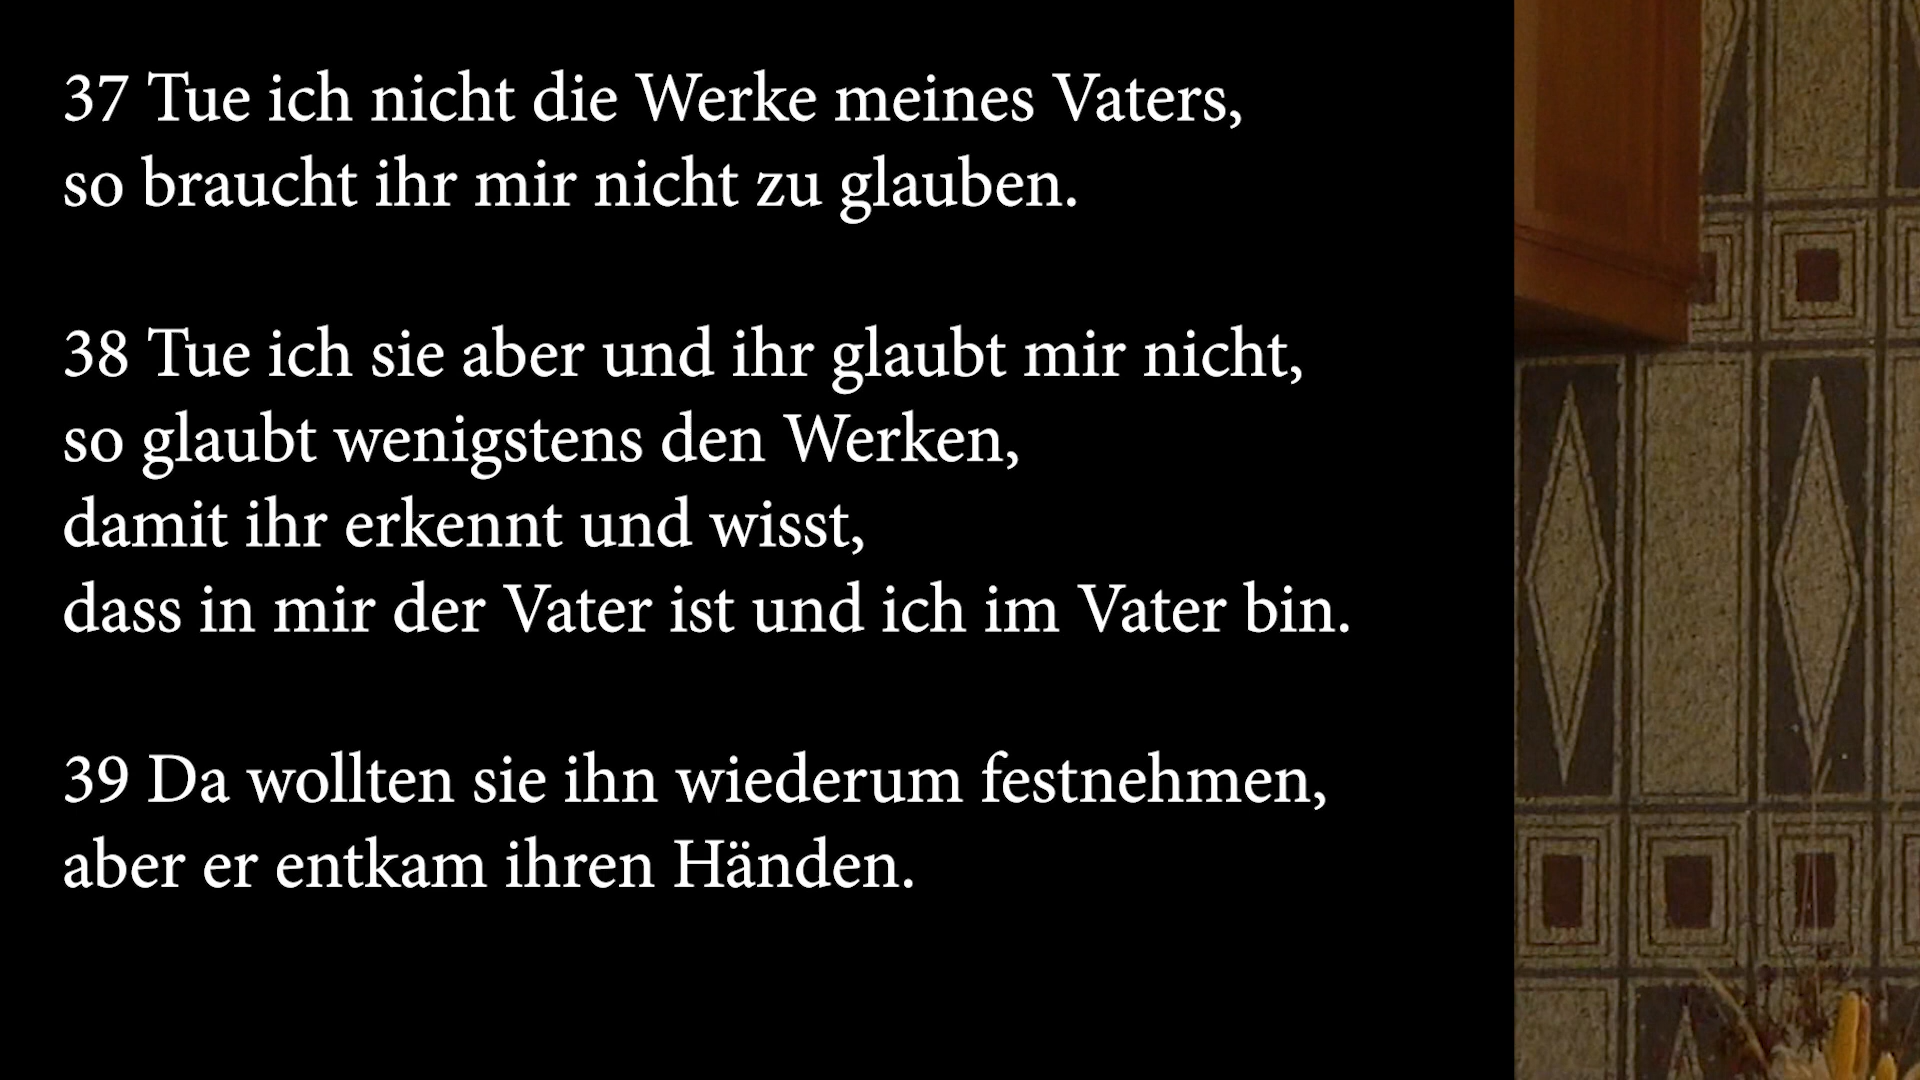 37 Tue ich nicht die Werke meines Vaters,
so braucht ihr mir nicht zu glauben.
38 Tue ich sie aber und ihr glaubt mir nicht,
so glaubt wenigstens den Werken,
damit ihr erkennt und wisst,
dass in mir der Vater ist und ich im Vater bin.
39 Da wollten sie ihn wiederum festnehmen,
aber er entkam ihren Händen.